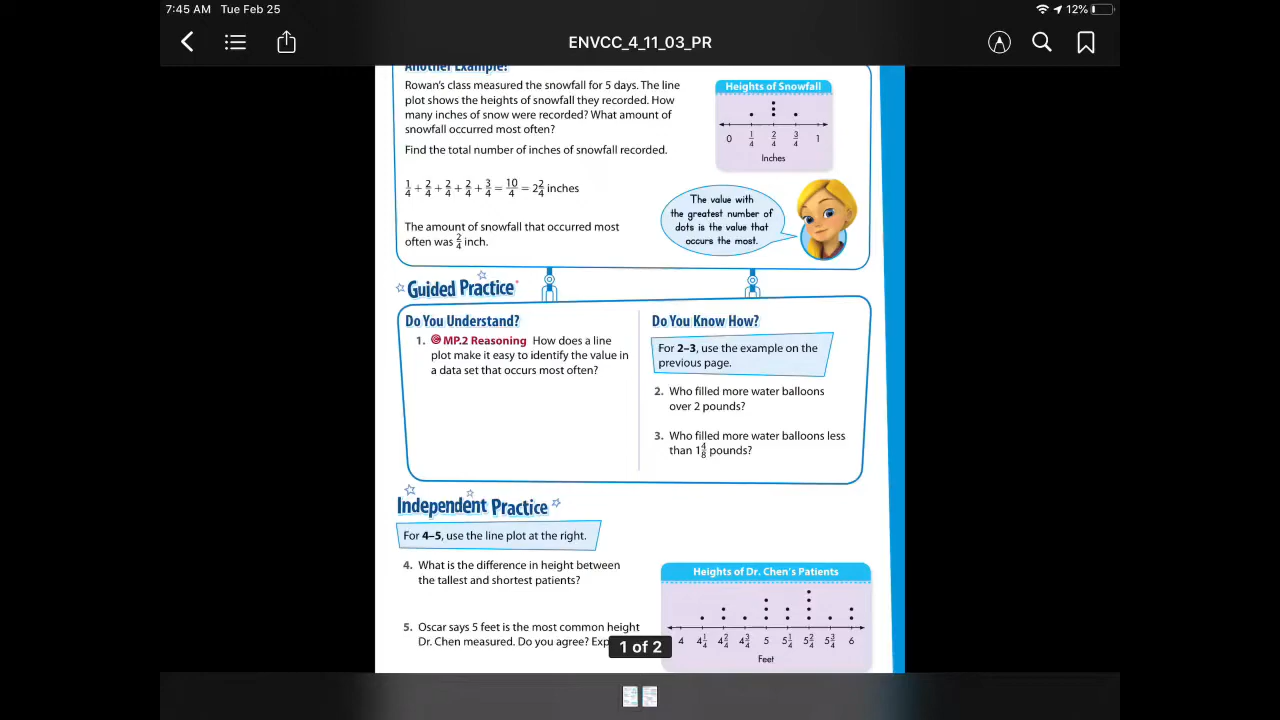 7:45 AM Tue Feb 25
12%
ENVCC_4_11_03_PR
Another Example!
Rowan's class measured the snowfall for 5 days. The line
plot shows the heights of snowfall they recorded. How
many inches of snow were recorded? What amount of
snowfall occurred most often?
Find the total number of inches of snowfall recorded.
1/4 + 2/4 + 2/4 + 2/4 + 3/4 = 10/4 = 2 2/4 inches
The amount of snowfall that occurred most
often was 2/4 inch.
Heights of Snowfall
0 1/4 2/4 3/4 1
Inches
The value with
the greatest number of
dots is the value that
occurs the most.
Guided Practice
Do You Understand?
1. MP.2 Reasoning How does a line
plot make it easy to identify the value in
a data set that occurs most often?
Do You Know How?
For 2–3, use the example on the
previous page.
2. Who filled more water balloons
over 2 pounds?
3. Who filled more water balloons less
than 1 4/8 pounds?
Independent Practice
For 4–5, use the line plot at the right.
4. What is the difference in height between
the tallest and shortest patients?
5. Oscar says 5 feet is the most common height
Dr. Chen measured. Do you agree? Exp
1 of 2
Heights of Dr. Chen's Patients
4 4 1/4 4 2/4 4 3/4 5 5 1/4 5 2/4 5 3/4 6
Feet